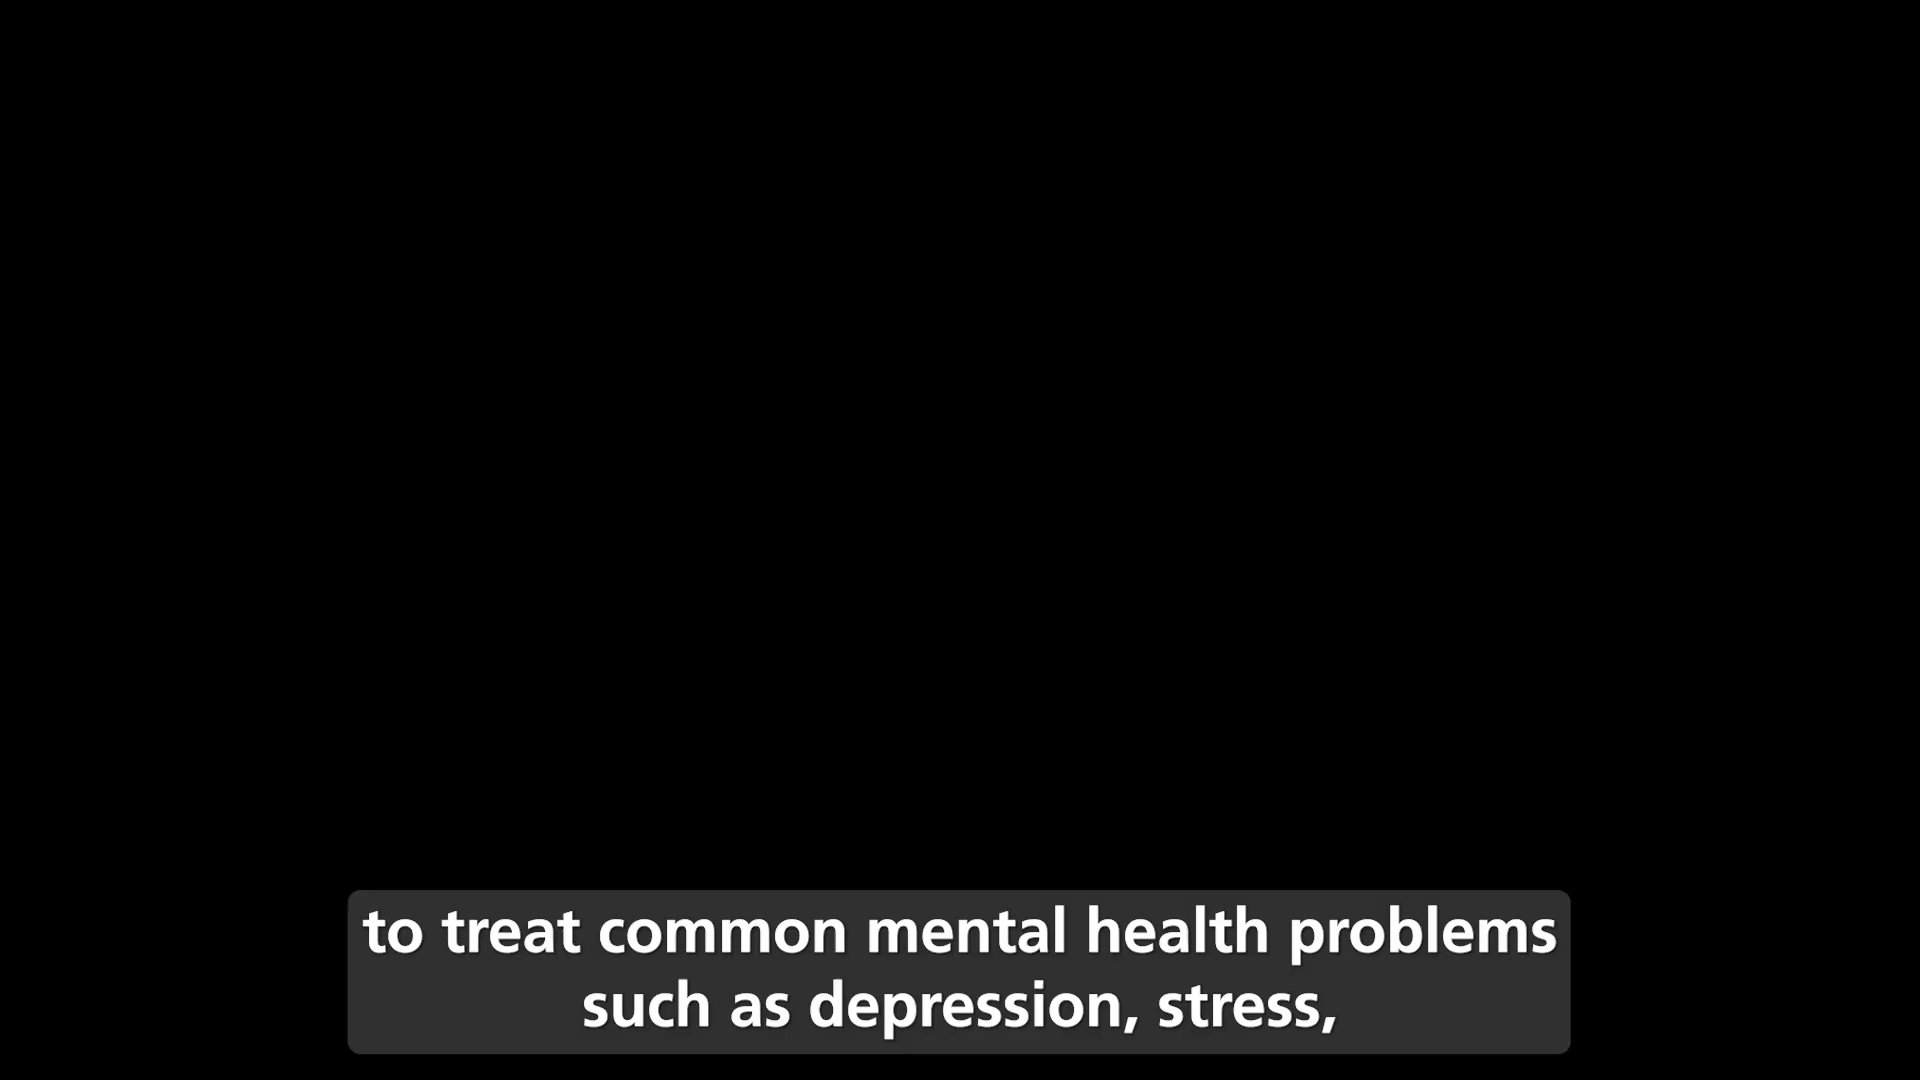 to treat common mental health problems
such as depression, stress,